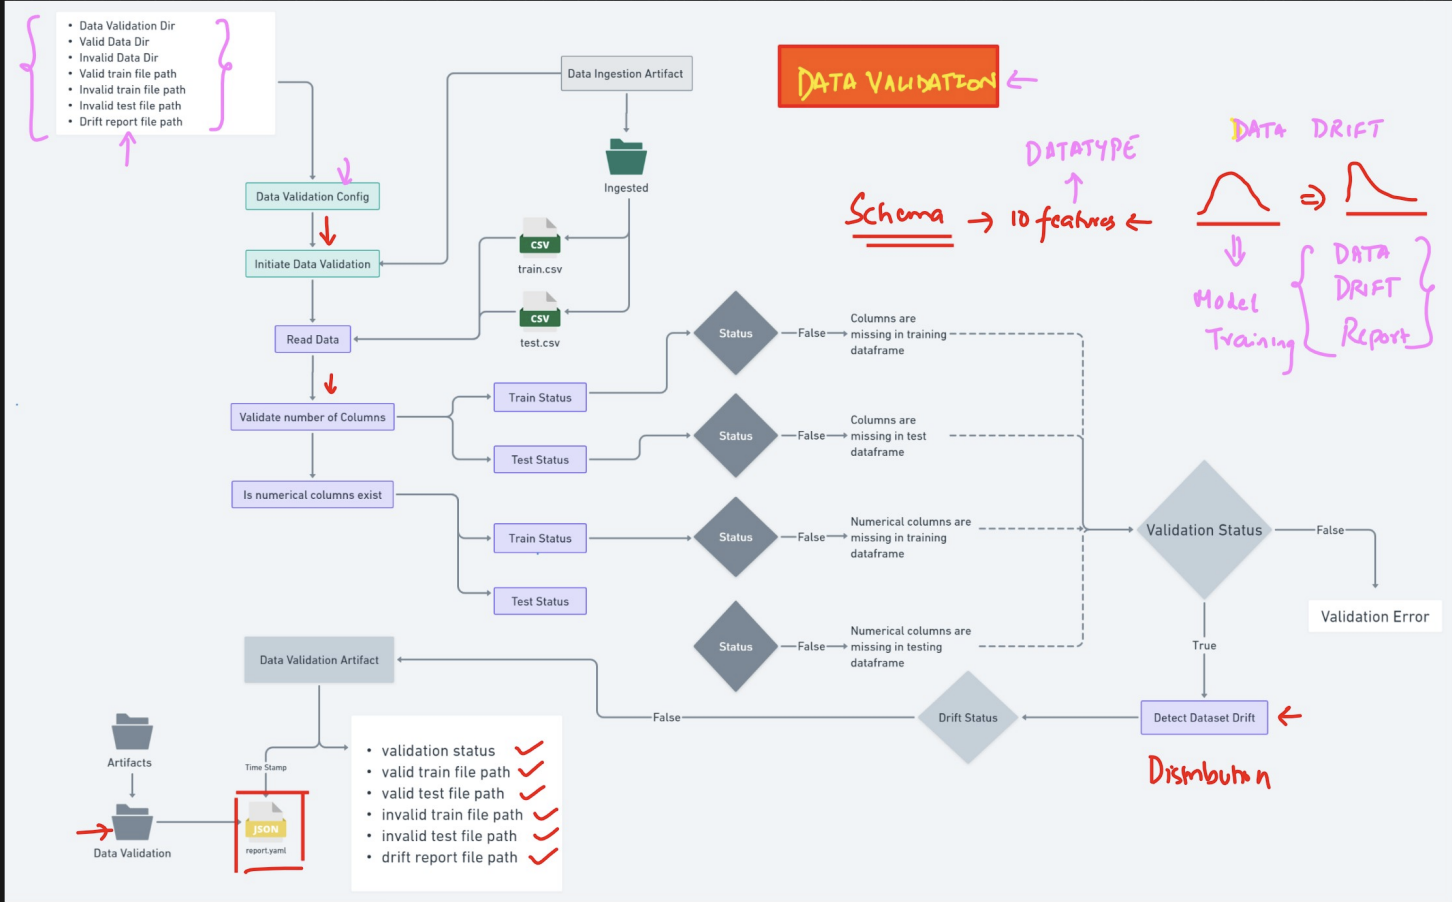 • Data Validation Dir
• Valid Data Dir
• Invalid Data Dir
• Valid train file path
• Invalid train file path
• Invalid test file path
• Drift report file path
Data Ingestion Artifact
DATA VALIDATION
DATA DRIFT
DATATYPE
Ingested
Data Validation Config
Schema → 10 features ←
Initiate Data Validation
CSV
train.csv
DATA
DRIFT
Report
Model
Training
CSV
test.csv
Read Data
Status
False
Columns are
missing in training
dataframe
Train Status
Validate number of Columns
Test Status
Status
False
Columns are
missing in test
dataframe
Is numerical columns exist
Train Status
Status
False
Numerical columns are
missing in training
dataframe
Validation Status
False
Validation Error
Test Status
Status
False
Numerical columns are
missing in testing
dataframe
True
Data Validation Artifact
False
Drift Status
Detect Dataset Drift
Distribution
Artifacts
Time Stamp
• validation status
• valid train file path
• valid test file path
• invalid train file path
• invalid test file path
• drift report file path
JSON
report.yaml
Data Validation